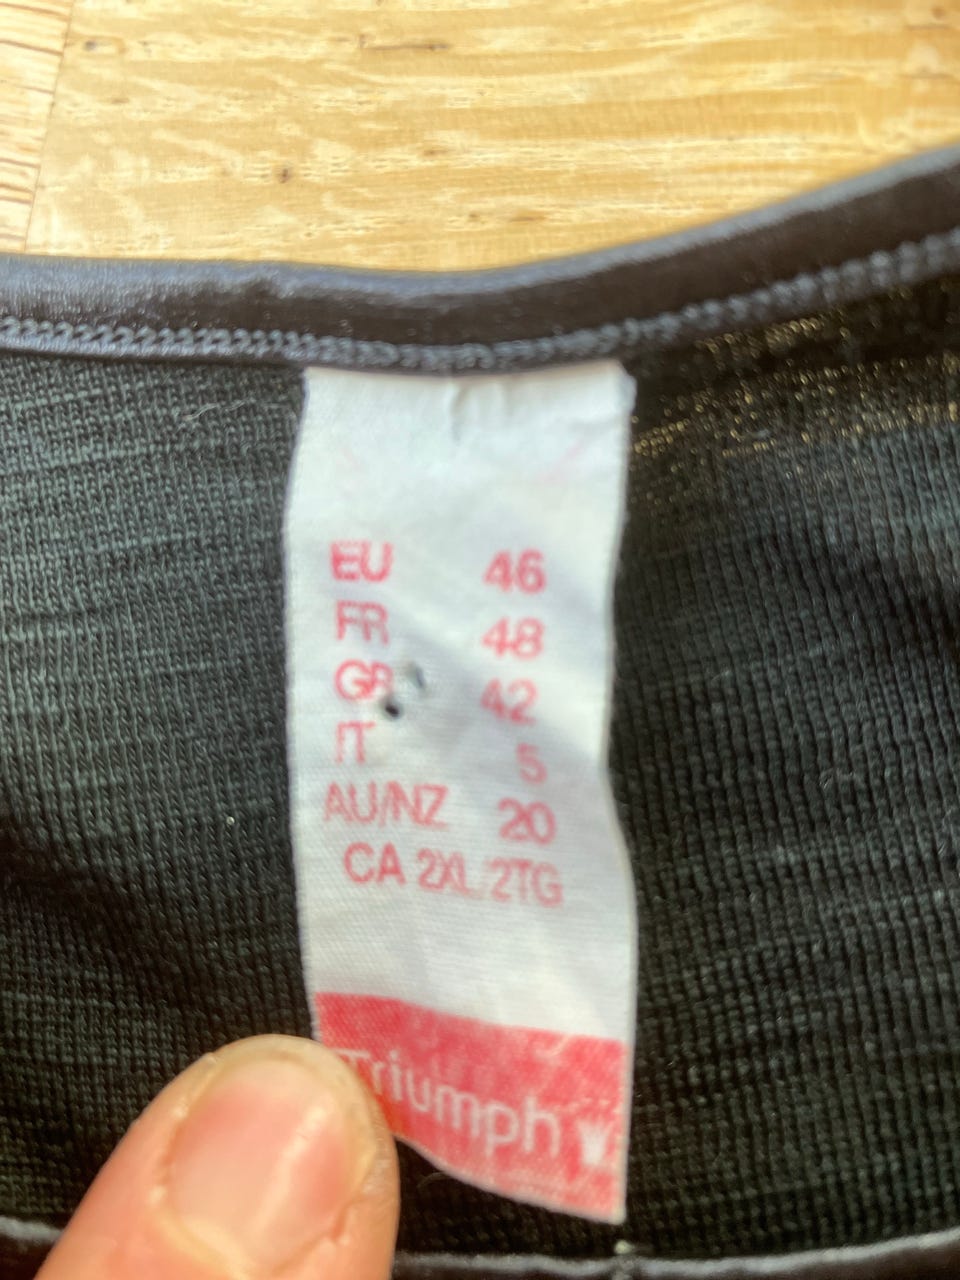 EU 46
FR 48
GB 42
IT 5
AU/NZ 20
CA 2XL 2TG
Triumph